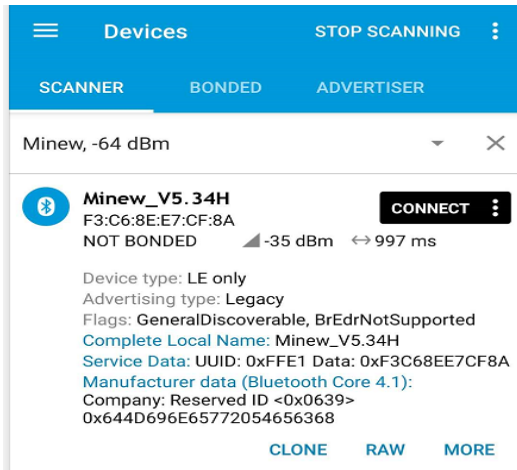 Devices STOP SCANNING
SCANNER BONDED ADVERTISER
Minew, -64 dBm
Minew_V5.34H
F3:C6:8E:E7:CF:8A
CONNECT
NOT BONDED -35 dBm 997 ms
Device type: LE only
Advertising type: Legacy
Flags: GeneralDiscoverable, BrEdrNotSupported
Complete Local Name: Minew_V5.34H
Service Data: UUID: 0xFFE1 Data: 0xF3C68EE7CF8A
Manufacturer data (Bluetooth Core 4.1):
Company: Reserved ID <0x0639>
0x644D696E65772054656368
CLONE RAW MORE